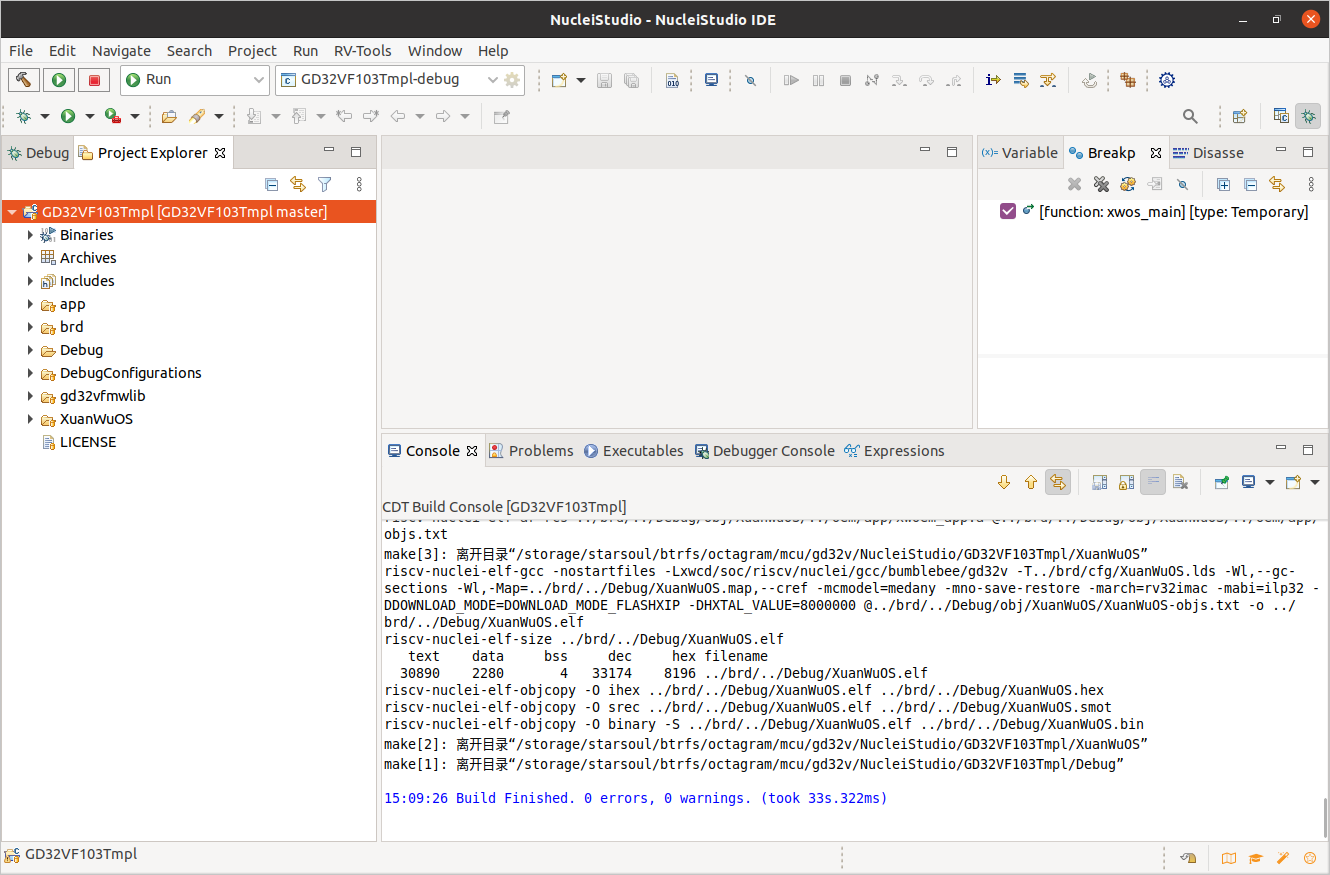 NucleiStudio - NucleiStudio IDE
File Edit Navigate Search Project Run RV-Tools Window Help
Run GD32VF103Tmpl-debug
Debug Project Explorer
GD32VF103Tmpl [GD32VF103Tmpl master]
Binaries
Archives
Includes
app
brd
Debug
DebugConfigurations
gd32vfmwlib
XuanWuOS
LICENSE
(x)= Variable Breakp Disasse
[function: xwos_main] [type: Temporary]
Console Problems Executables Debugger Console Expressions
CDT Build Console [GD32VF103Tmpl]
objs.txt
make[3]: 离开目录“/storage/starsoul/btrfs/octagram/mcu/gd32v/NucleiStudio/GD32VF103Tmpl/XuanWuOS”
riscv-nuclei-elf-gcc -nostartfiles -Lxwcd/soc/riscv/nuclei/gcc/bumblebee/gd32v -T../brd/cfg/XuanWuOS.lds -Wl,--gc-
sections -Wl,-Map=../brd/../Debug/XuanWuOS.map,--cref -mcmodel=medany -mno-save-restore -march=rv32imac -mabi=ilp32 -
DDOWNLOAD_MODE=DOWNLOAD_MODE_FLASHXIP -DHXTAL_VALUE=8000000 @../brd/../Debug/obj/XuanWuOS/XuanWuOS-objs.txt -o ../
brd/../Debug/XuanWuOS.elf
riscv-nuclei-elf-size ../brd/../Debug/XuanWuOS.elf
text data bss dec hex filename
30890 2280 4 33174 8196 ../brd/../Debug/XuanWuOS.elf
riscv-nuclei-elf-objcopy -O ihex ../brd/../Debug/XuanWuOS.elf ../brd/../Debug/XuanWuOS.hex
riscv-nuclei-elf-objcopy -O srec ../brd/../Debug/XuanWuOS.elf ../brd/../Debug/XuanWuOS.smot
riscv-nuclei-elf-objcopy -O binary -S ../brd/../Debug/XuanWuOS.elf ../brd/../Debug/XuanWuOS.bin
make[2]: 离开目录“/storage/starsoul/btrfs/octagram/mcu/gd32v/NucleiStudio/GD32VF103Tmpl/XuanWuOS”
make[1]: 离开目录“/storage/starsoul/btrfs/octagram/mcu/gd32v/NucleiStudio/GD32VF103Tmpl/Debug”
15:09:26 Build Finished. 0 errors, 0 warnings. (took 33s.322ms)
GD32VF103Tmpl